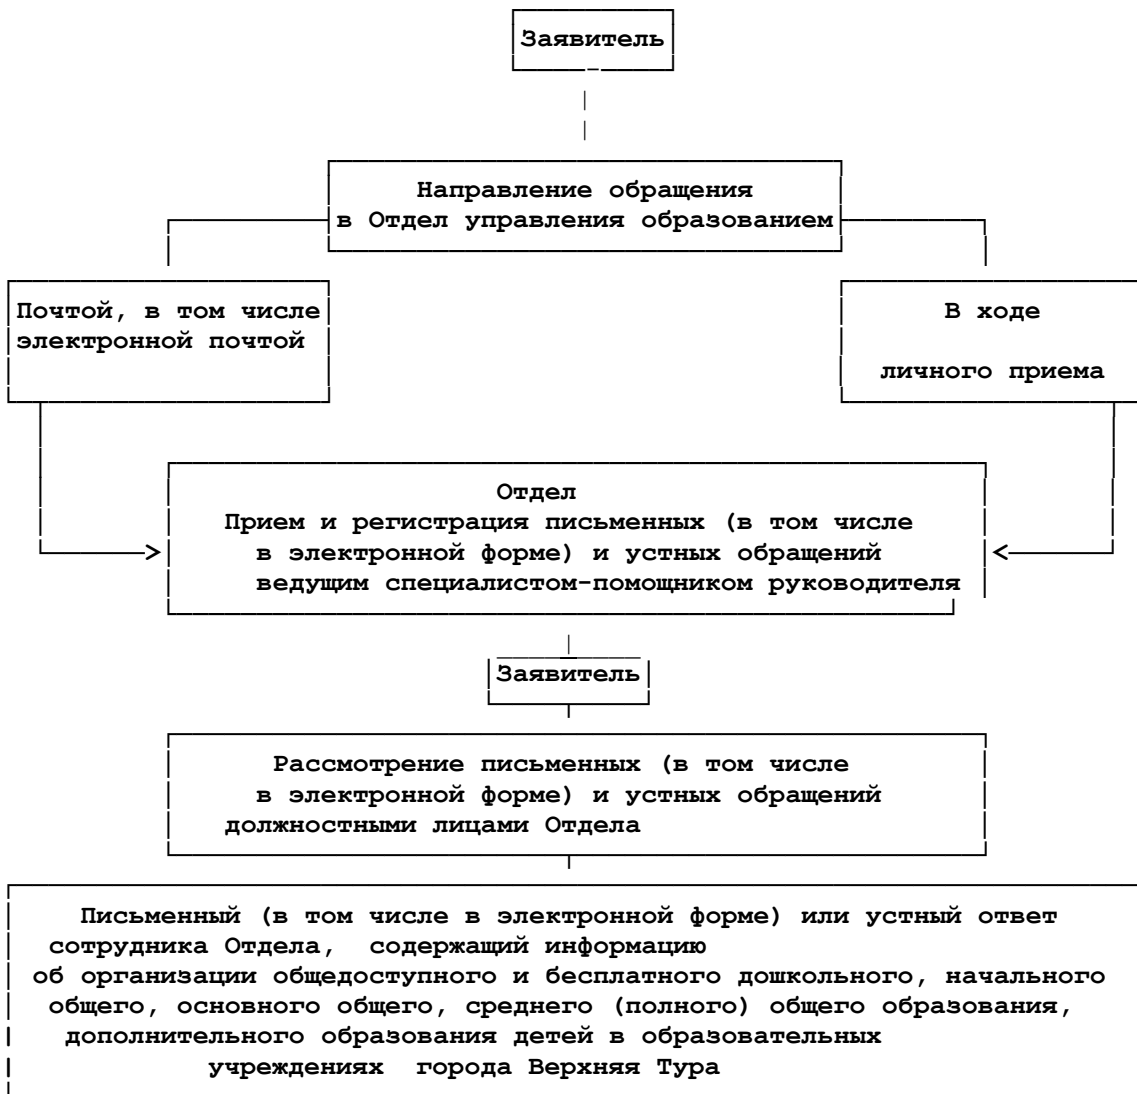 Заявитель
Направление обращения
в Отдел управления образованием
Почтой, в том числе
электронной почтой
В ходе
личного приема
Отдел
Прием и регистрация письменных (в том числе
в электронной форме) и устных обращений
ведущим специалистом-помощником руководителя
Заявитель
Рассмотрение письменных (в том числе
в электронной форме) и устных обращений
должностными лицами Отдела
Письменный (в том числе в электронной форме) или устный ответ
сотрудника Отдела, содержащий информацию
об организации общедоступного и бесплатного дошкольного, начального
общего, основного общего, среднего (полного) общего образования,
дополнительного образования детей в образовательных
учреждениях города Верхняя Тура